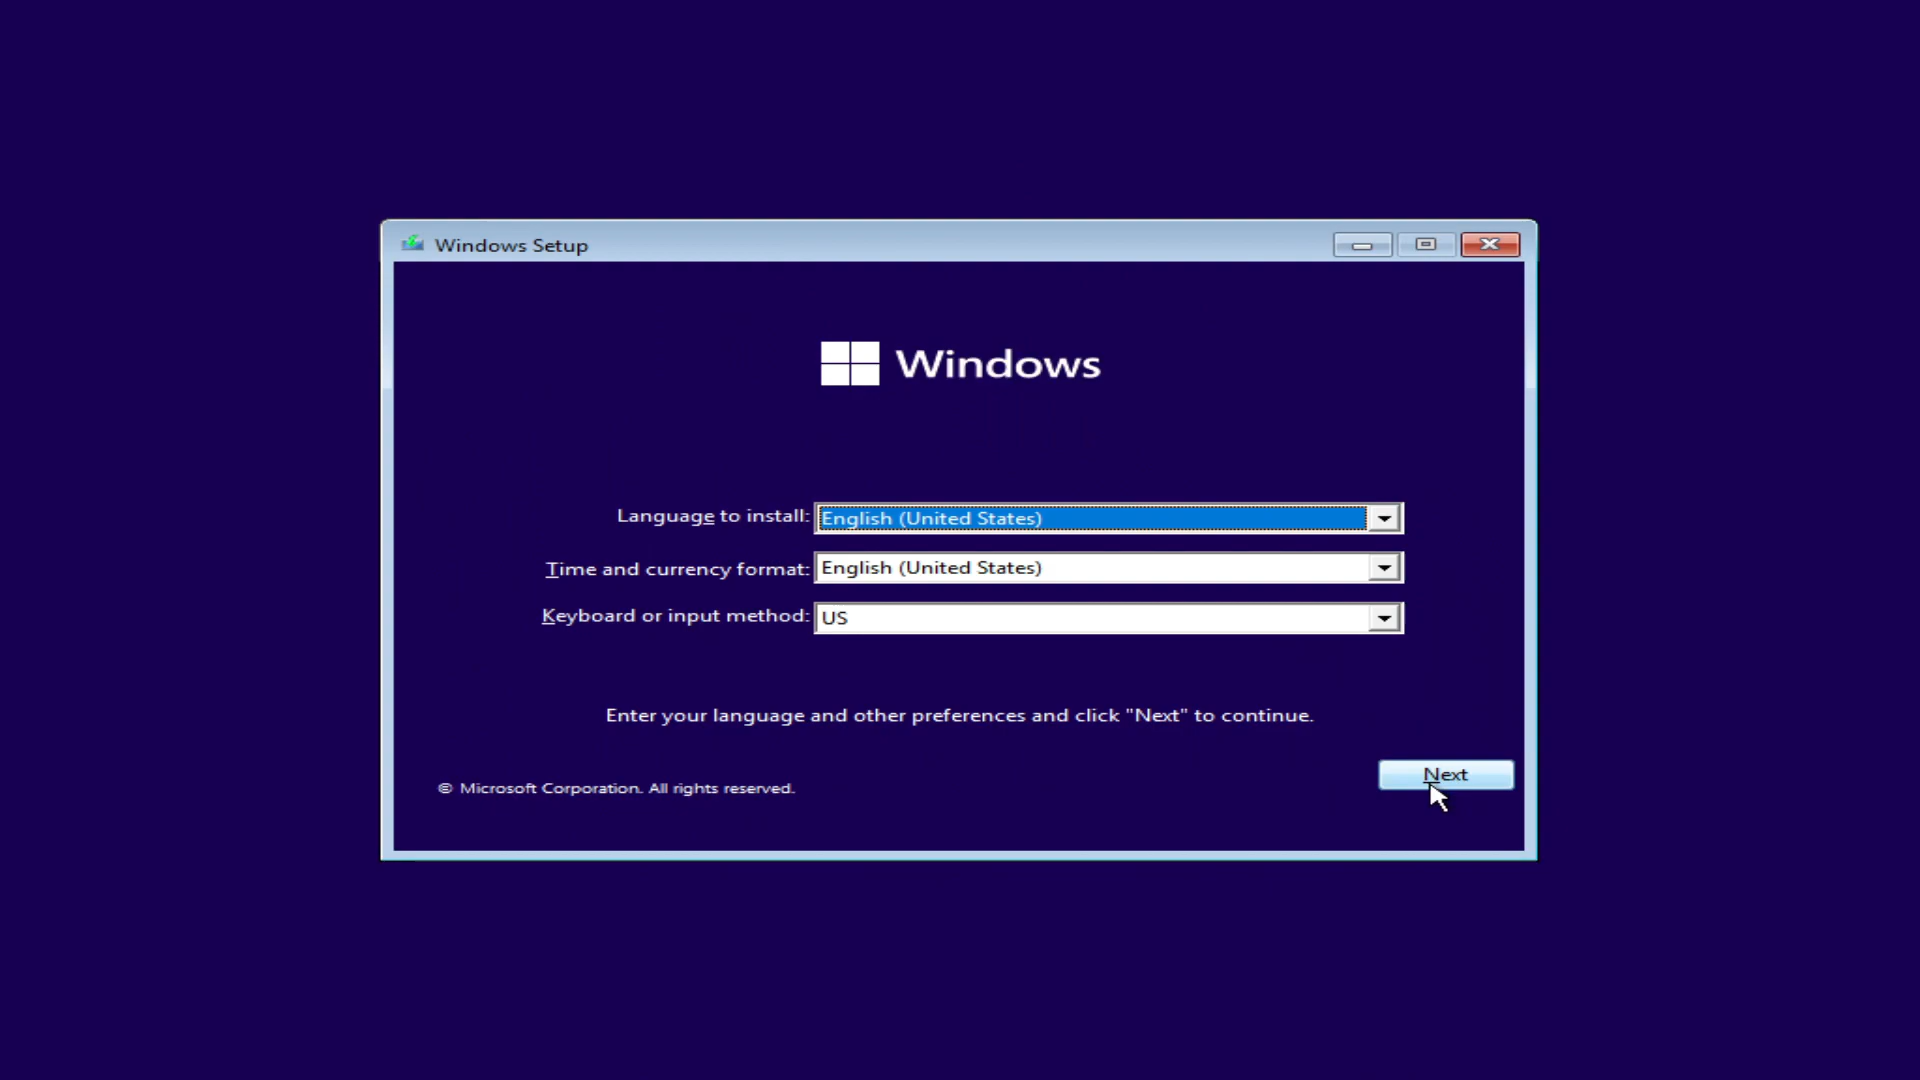 Windows Setup
Windows
Language to install: English (United States)
Time and currency format: English (United States)
Keyboard or input method: US
Enter your language and other preferences and click "Next" to continue.
Next
© Microsoft Corporation. All rights reserved.